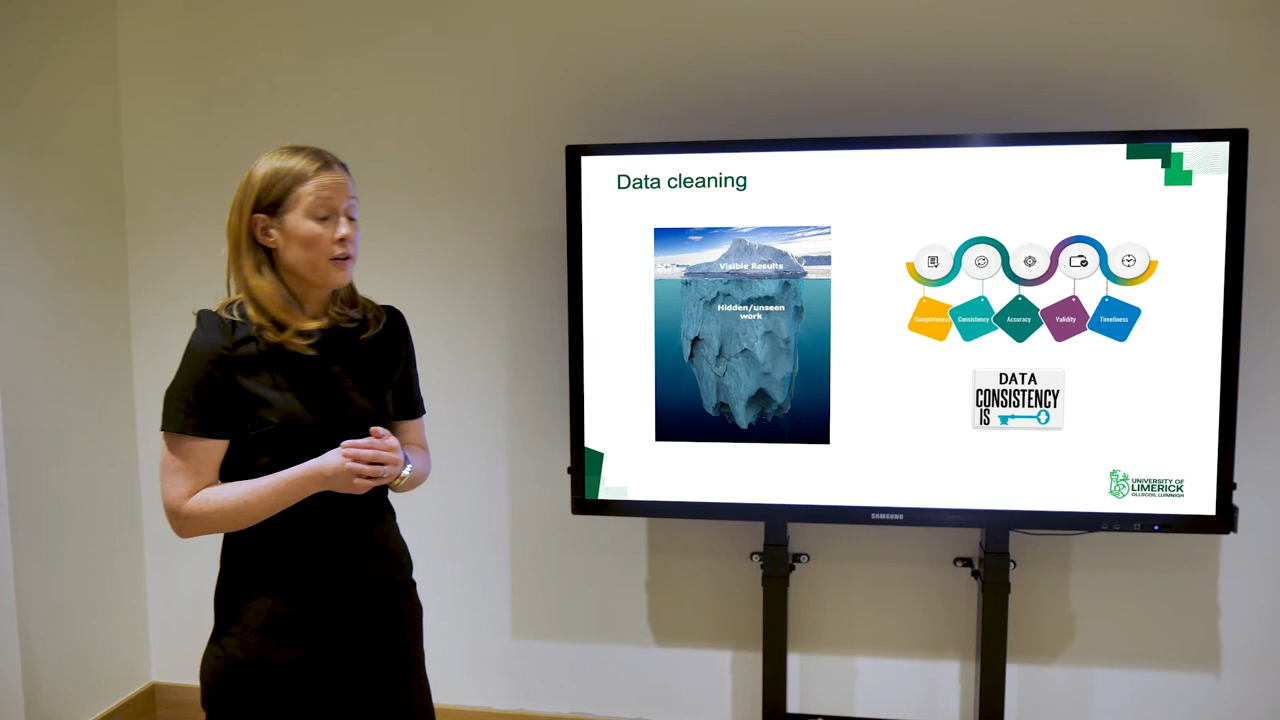 Data cleaning
Visible Results
Hidden/unseen
work
Completeness
Consistency
Accuracy
Validity
Timeliness
DATA
CONSISTENCY
IS
UNIVERSITY OF
LIMERICK
OLLSCOIL LUIMNIGH
SAMSUNG